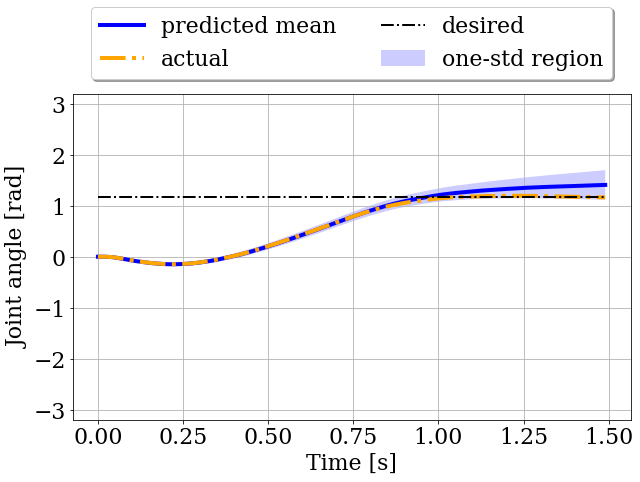 predicted mean
actual
desired
one-std region
3
2
1
0
−1
−2
−3
Joint angle [rad]
0.00 0.25 0.50 0.75 1.00 1.25 1.50
Time [s]